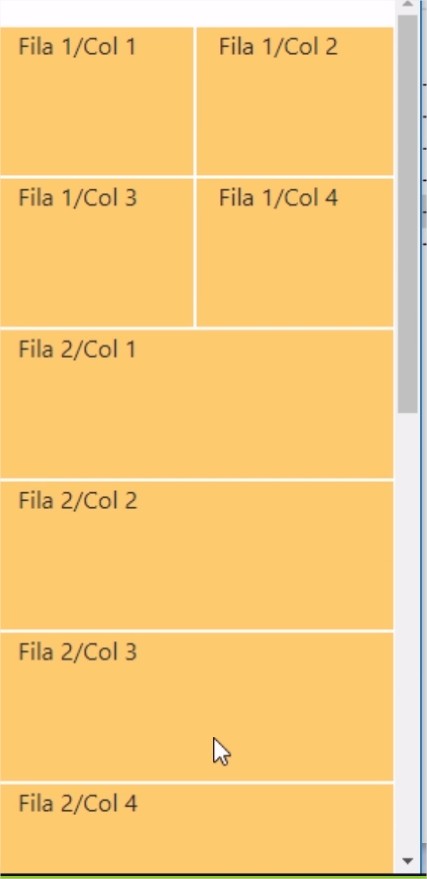 Fila 1/Col 1
Fila 1/Col 2
Fila 1/Col 3
Fila 1/Col 4
Fila 2/Col 1
Fila 2/Col 2
Fila 2/Col 3
Fila 2/Col 4